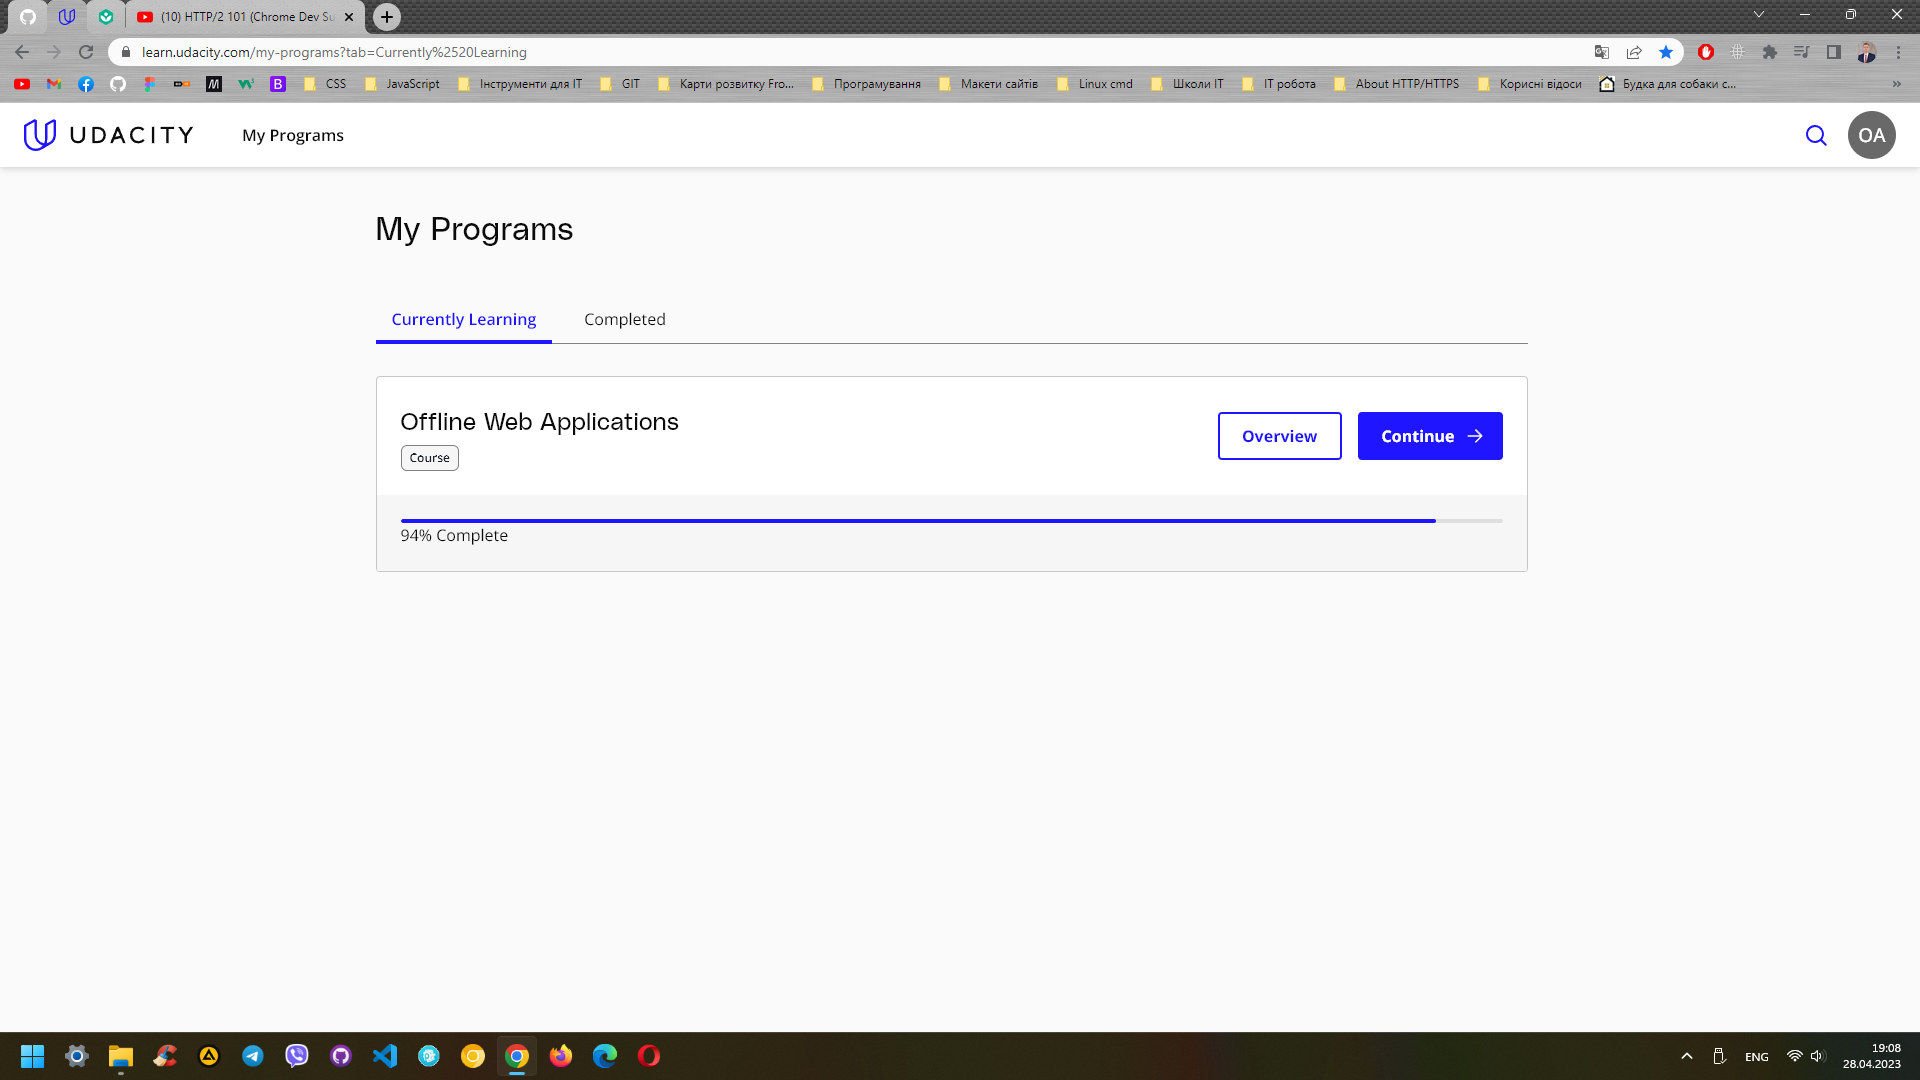 (10) HTTP/2 101 (Chrome Dev Su
learn.udacity.com/my-programs?tab=Currently%2520Learning
CSS JavaScript Інструменти для ІТ GIT Карти розвитку Fro... Програмування Макети сайтів Linux cmd Школи ІТ ІТ робота About HTTP/HTTPS Корисні відоси Будка для собаки с...
UDACITY My Programs OA
My Programs
Currently Learning Completed
Offline Web Applications
Course
Overview Continue
94% Complete
ENG
19:08
28.04.2023